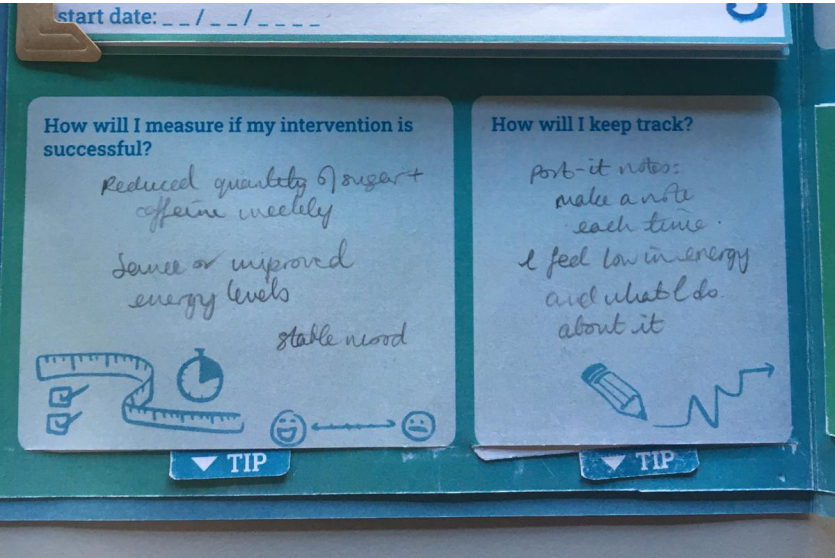 start date: _ _ / _ _ / _ _ _ _
How will I measure if my intervention is
successful?
Reduced quantity of sugar +
caffeine weekly
Same or improved
energy levels
stable mood
TIP
How will I keep track?
Post-it notes:
make a note
each time
I feel low in energy
and what I do
about it
TIP